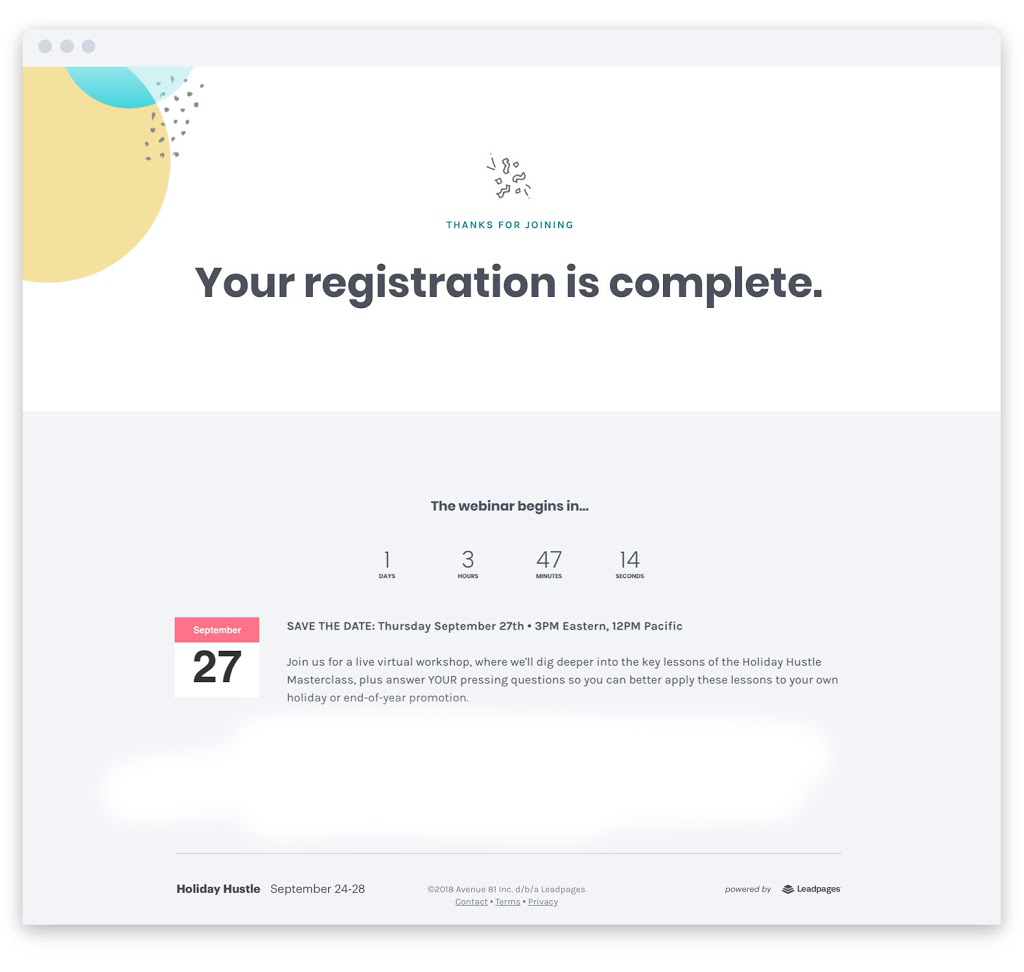 THANKS FOR JOINING
Your registration is complete.
The webinar begins in...
1 3 47 14
DAYS HOURS MINUTES SECONDS
September
27
SAVE THE DATE: Thursday September 27th • 3PM Eastern, 12PM Pacific
Join us for a live virtual workshop, where we'll dig deeper into the key lessons of the Holiday Hustle
Masterclass, plus answer YOUR pressing questions so you can better apply these lessons to your own
holiday or end-of-year promotion.
Holiday Hustle September 24-28
©2018 Avenue 81 Inc. d/b/a Leadpages
Contact • Terms • Privacy
powered by Leadpages